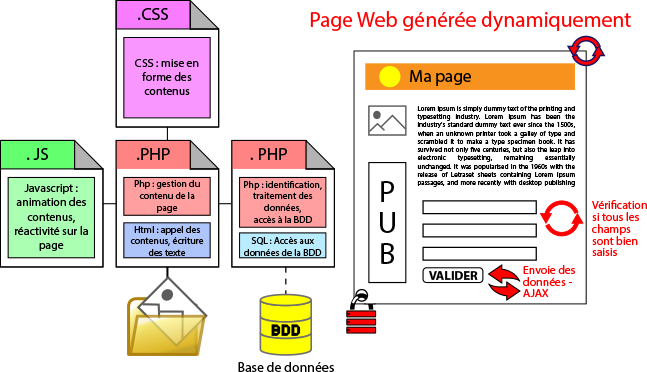 .CSS
CSS : mise en
forme des
contenus
. JS
Javascript :
animation des
contenus,
réactivité sur la
page
.PHP
Php : gestion du
contenu de la
page
Html : appel des
contenus, écriture
des texte
. PHP
Php : identification,
traitement des
données,
accès à la BDD
SQL : Accès aux
données de la BDD
BDD
Base de données
Page Web générée dynamiquement
Ma page
Lorem Ipsum is simply dummy text of the printing and
typesetting industry. Lorem Ipsum has been the
industry's standard dummy text ever since the 1500s,
when an unknown printer took a galley of type and
scrambled it to make a type specimen book. It has
survived not only five centuries, but also the leap into
electronic typesetting, remaining essentially
unchanged. It was popularised in the 1960s with the
release of Letraset sheets containing Lorem Ipsum
passages, and more recently with desktop publishing
P
U
B
VALIDER
Vérification
si tous les
champs
sont bien
saisis
Envoie des
données -
AJAX